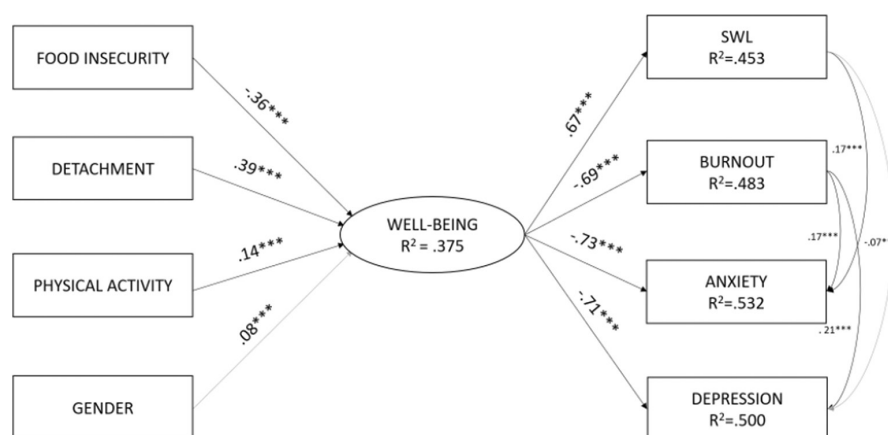 FOOD INSECURITY
DETACHMENT
PHYSICAL ACTIVITY
GENDER
-.36***
.39***
.14***
.08***
WELL-BEING
R² = .375
.67***
-.69***
-.73***
-.71***
SWL
R²=.453
BURNOUT
R²=.483
ANXIETY
R²=.532
DEPRESSION
R²=.500
.17***
.17***
-.07**
.21***